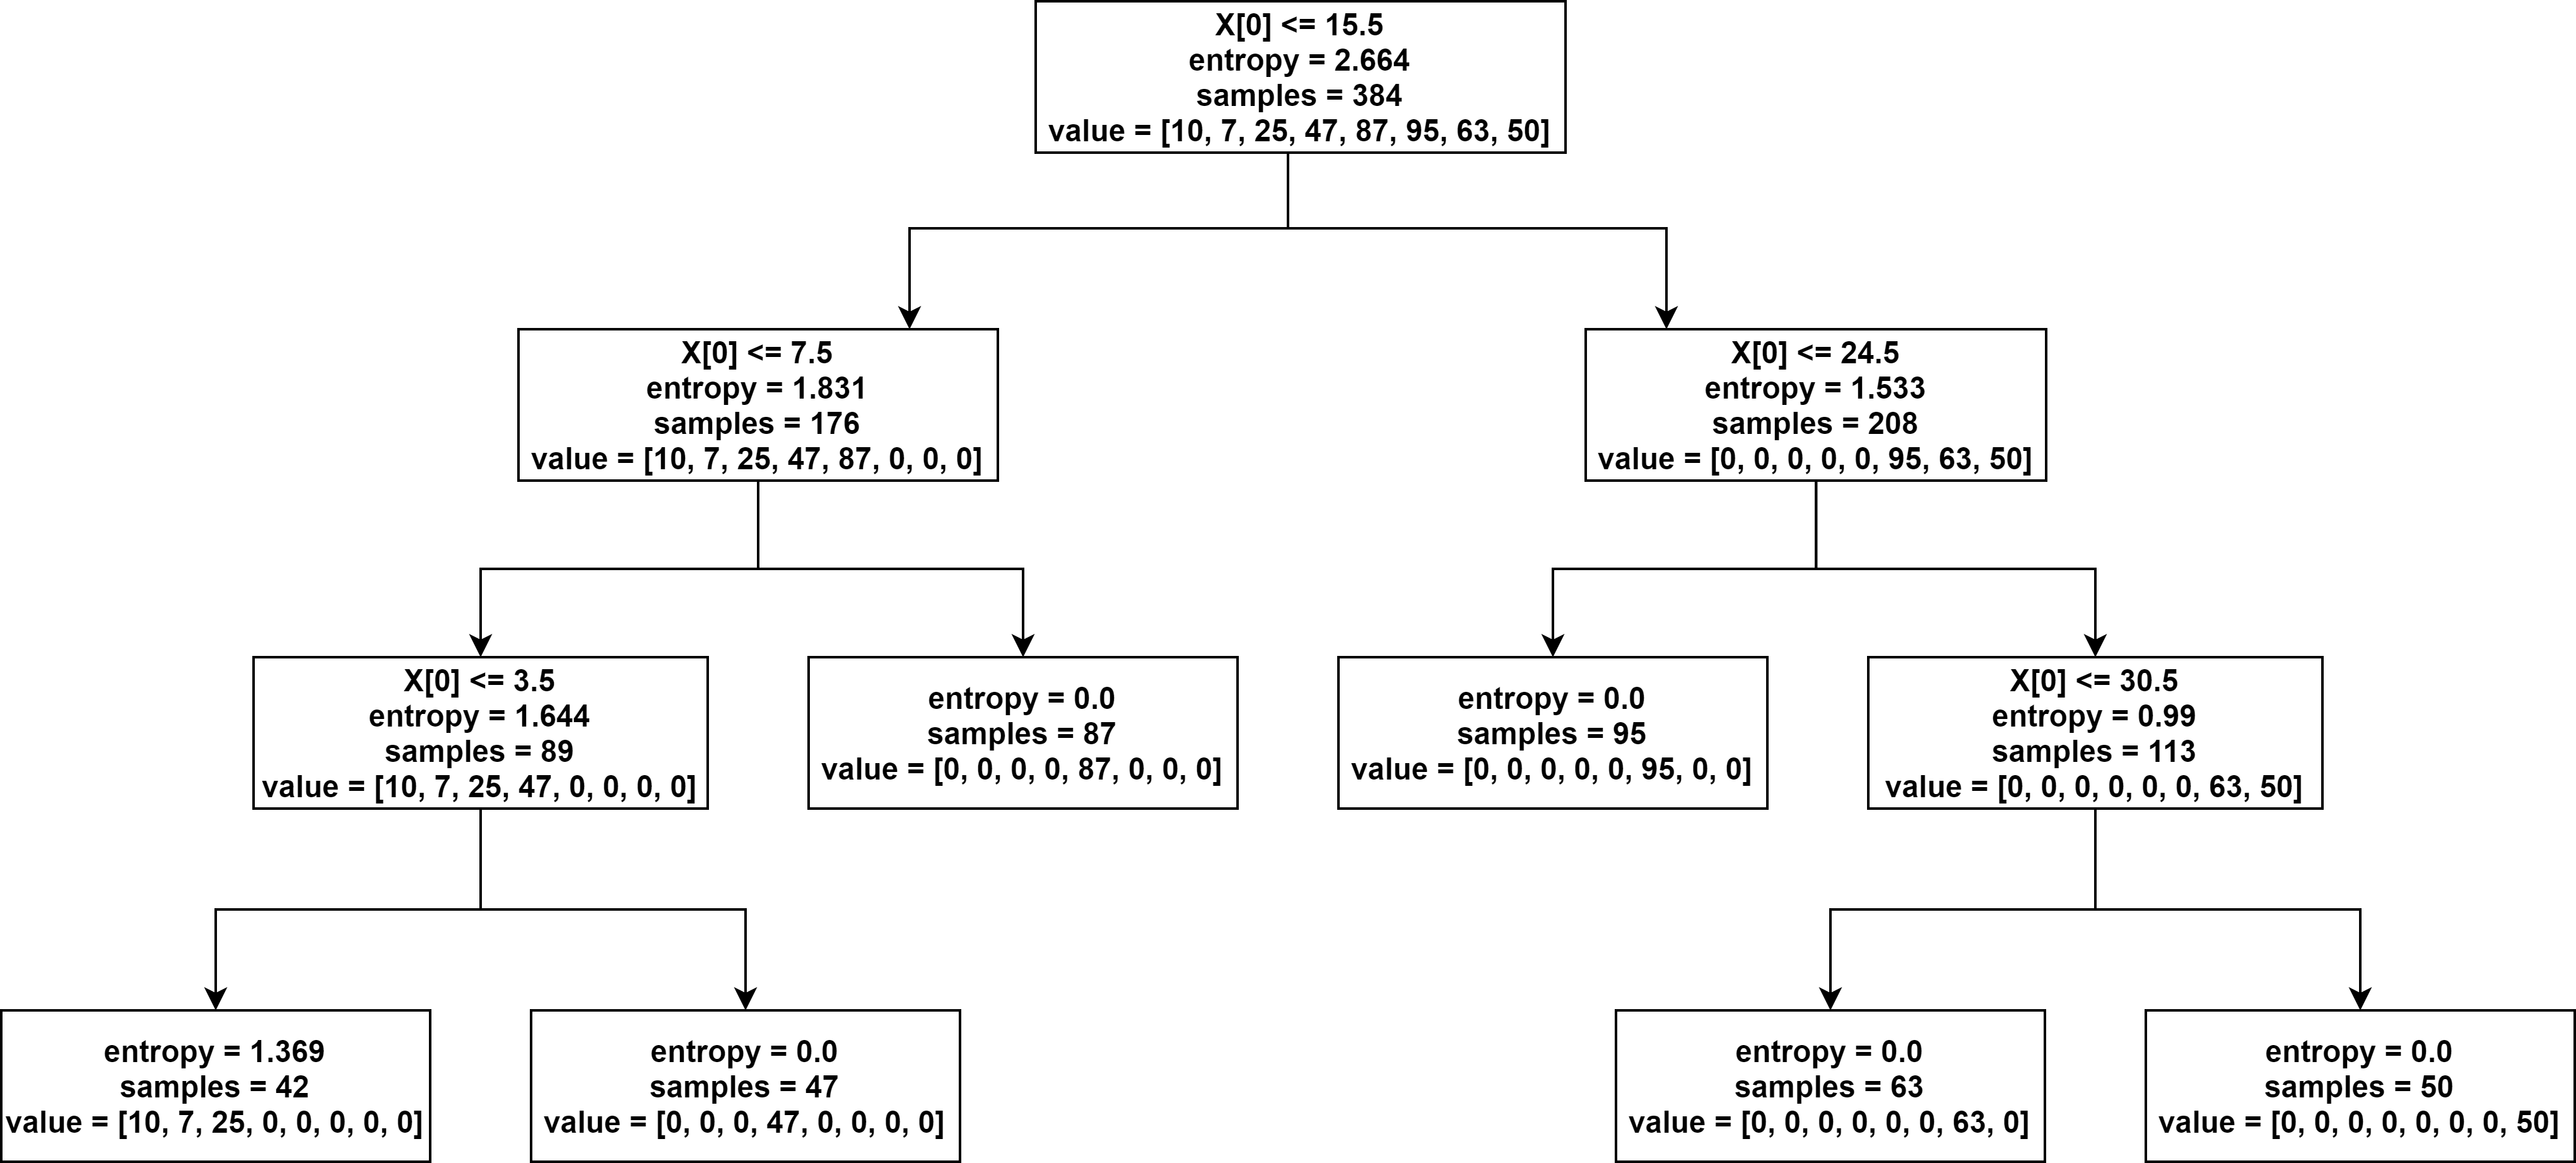 X[0] <= 15.5
entropy = 2.664
samples = 384
value = [10, 7, 25, 47, 87, 95, 63, 50]
X[0] <= 7.5
entropy = 1.831
samples = 176
value = [10, 7, 25, 47, 87, 0, 0, 0]
X[0] <= 24.5
entropy = 1.533
samples = 208
value = [0, 0, 0, 0, 0, 95, 63, 50]
X[0] <= 3.5
entropy = 1.644
samples = 89
value = [10, 7, 25, 47, 0, 0, 0, 0]
entropy = 0.0
samples = 87
value = [0, 0, 0, 0, 87, 0, 0, 0]
entropy = 0.0
samples = 95
value = [0, 0, 0, 0, 0, 95, 0, 0]
X[0] <= 30.5
entropy = 0.99
samples = 113
value = [0, 0, 0, 0, 0, 0, 63, 50]
entropy = 1.369
samples = 42
value = [10, 7, 25, 0, 0, 0, 0, 0]
entropy = 0.0
samples = 47
value = [0, 0, 0, 47, 0, 0, 0, 0]
entropy = 0.0
samples = 63
value = [0, 0, 0, 0, 0, 0, 63, 0]
entropy = 0.0
samples = 50
value = [0, 0, 0, 0, 0, 0, 0, 50]